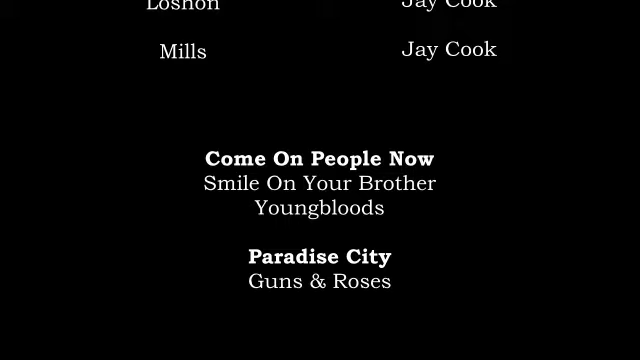 Loshon Jay Cook
Mills Jay Cook
Come On People Now
Smile On Your Brother
Youngbloods
Paradise City
Guns & Roses